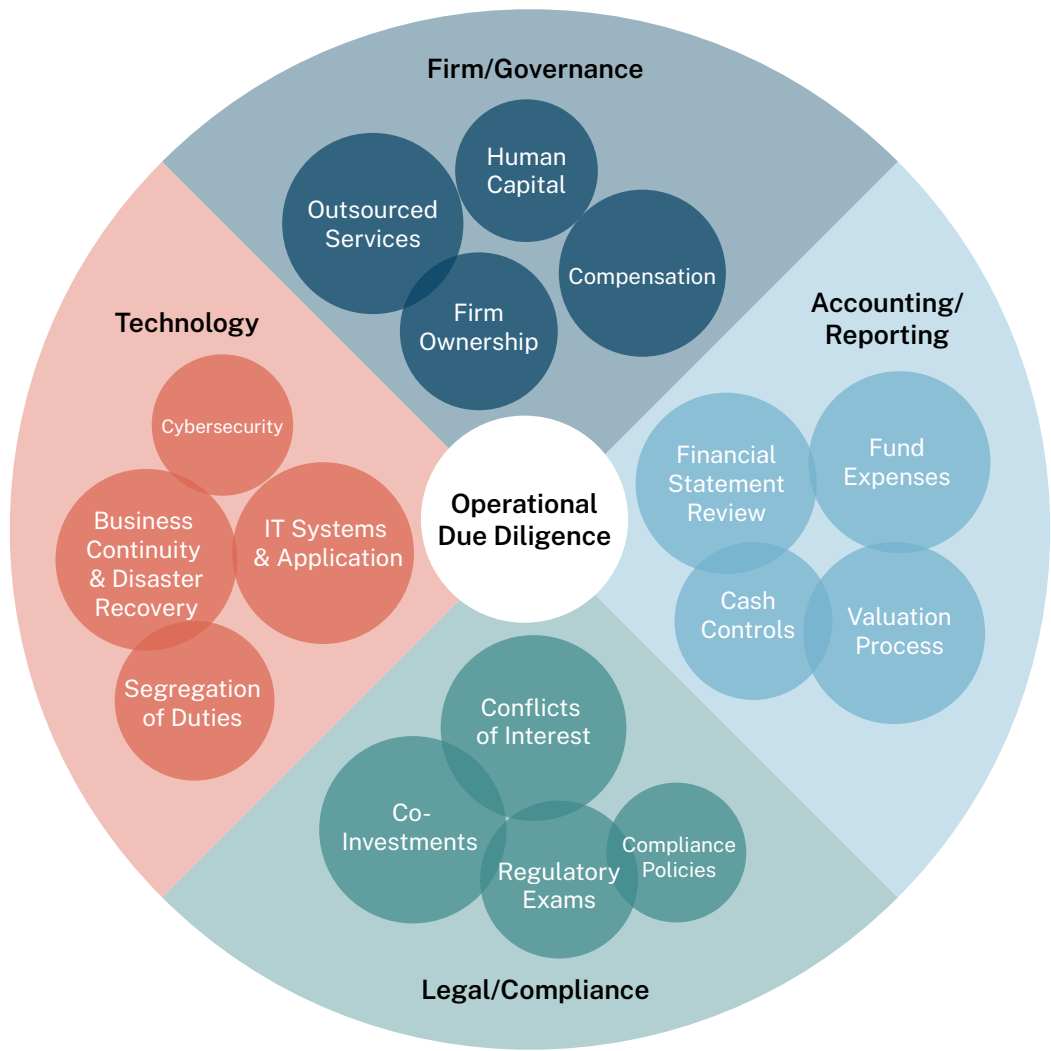 Firm/Governance
Human
Capital
Outsourced
Services
Compensation
Firm
Ownership
Accounting/
Reporting
Financial
Statement
Review
Fund
Expenses
Cash
Controls
Valuation
Process
Technology
Cybersecurity
Business
Continuity
& Disaster
Recovery
IT Systems
& Application
Segregation
of Duties
Operational
Due Diligence
Conflicts
of Interest
Co-
Investments
Regulatory
Exams
Compliance
Policies
Legal/Compliance